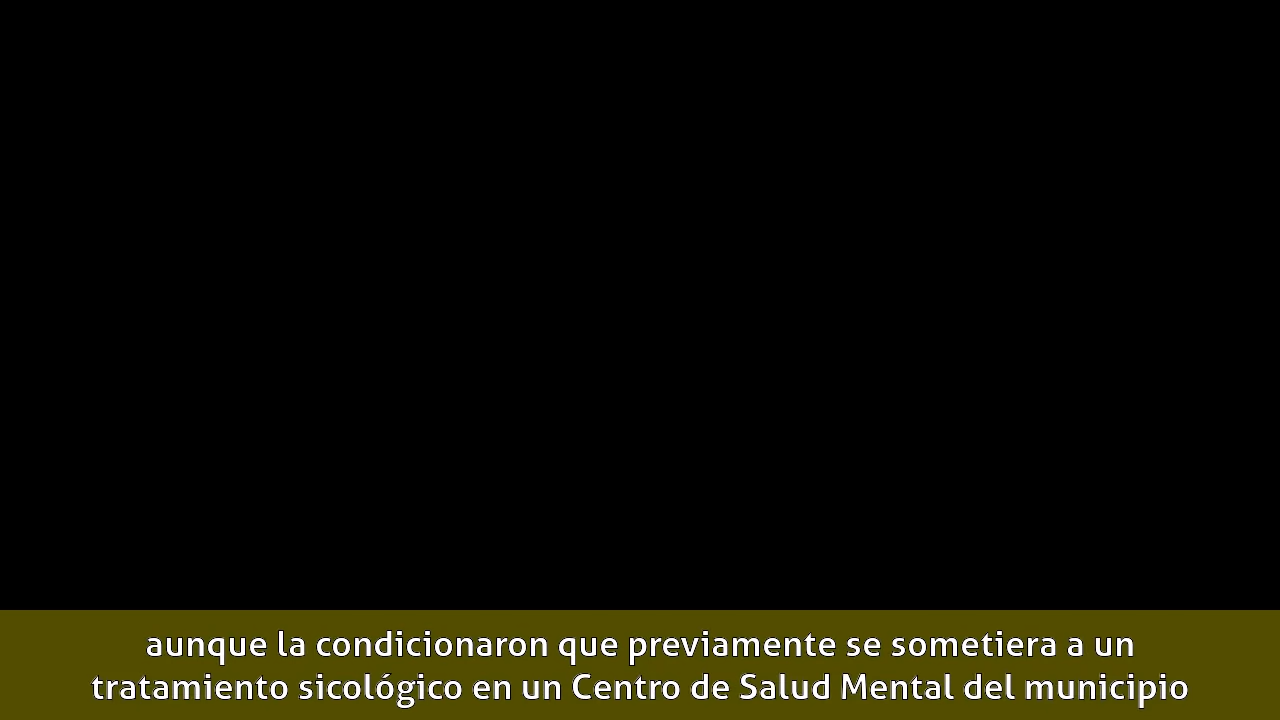 aunque la condicionaron que previamente se sometiera a un
tratamiento sicológico en un Centro de Salud Mental del municipio